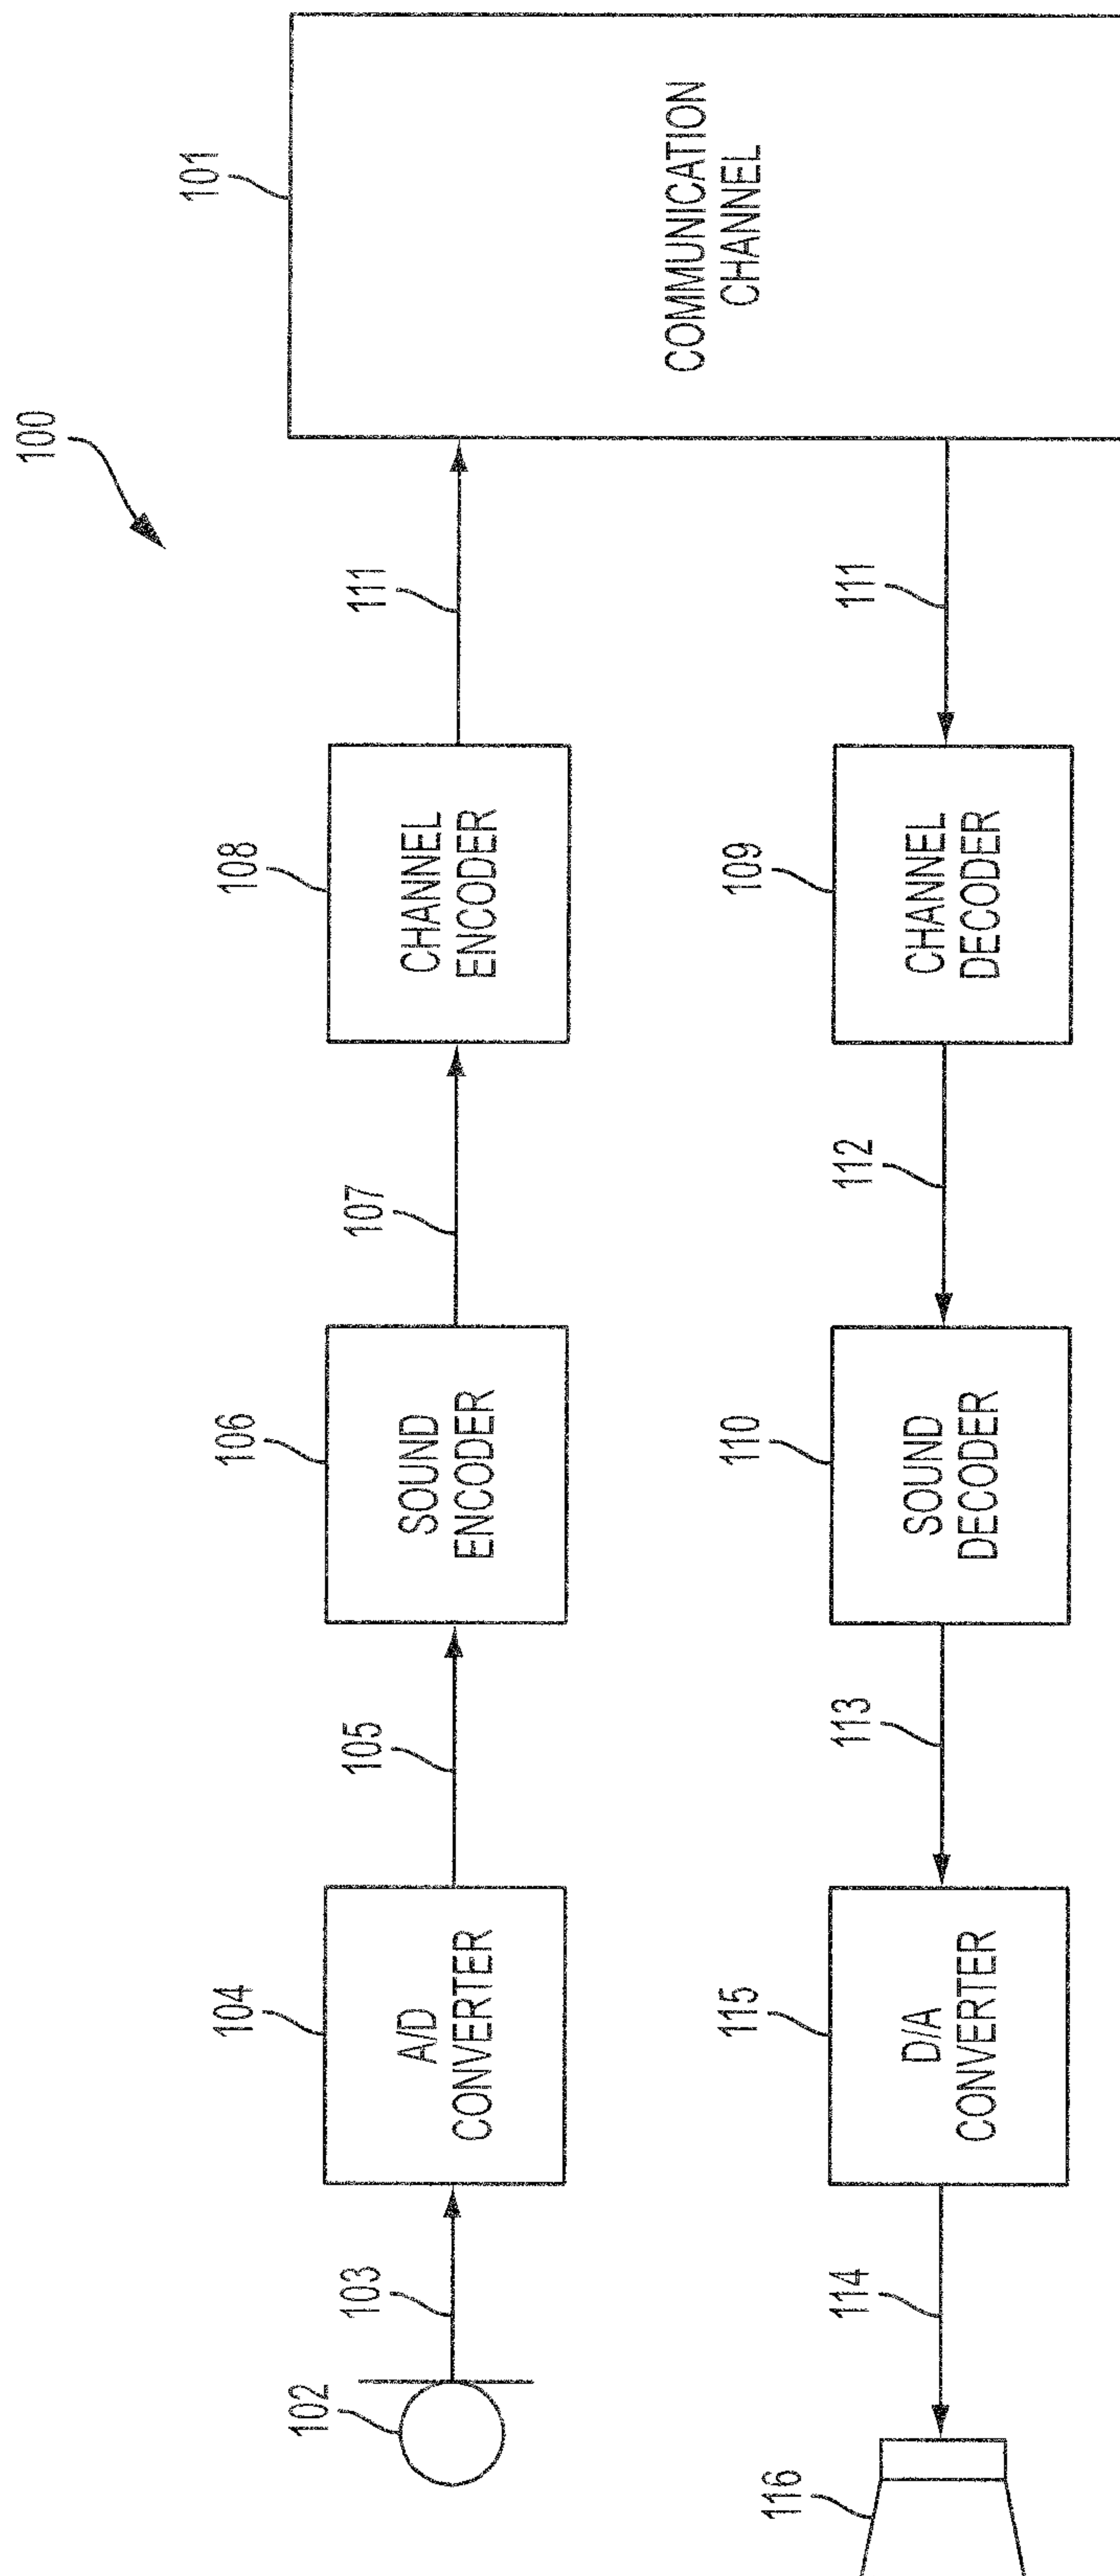 100
101
COMMUNICATION
CHANNEL
111
111
108
CHANNEL
ENCODER
109
CHANNEL
DECODER
107
112
106
SOUND
ENCODER
110
SOUND
DECODER
105
113
104
A/D
CONVERTER
115
D/A
CONVERTER
103
114
102
116